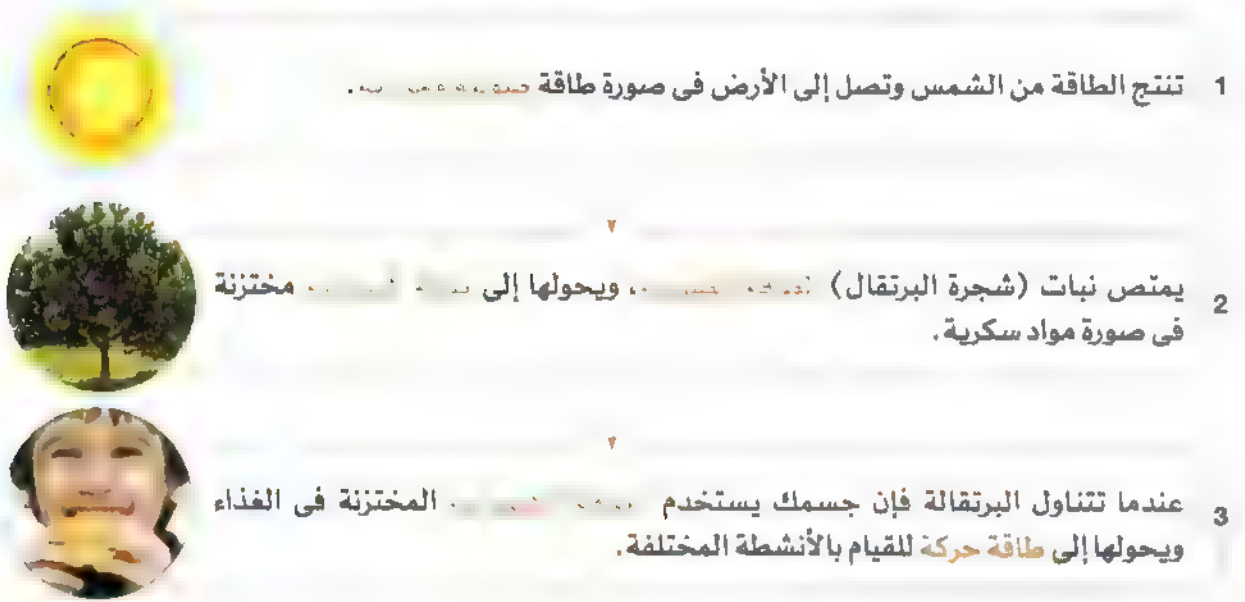 1 تنتج الطاقة من الشمس وتصل إلى الأرض فى صورة طاقة .
2 يمتص نبات (شجرة البرتقال) ، ويحولها إلى مختزنة
فى صورة مواد سكرية .
3 عندما تتناول البرتقالة فإن جسمك يستخدم المختزنة فى الغذاء
ويحولها إلى طاقة حركة للقيام بالأنشطة المختلفة .